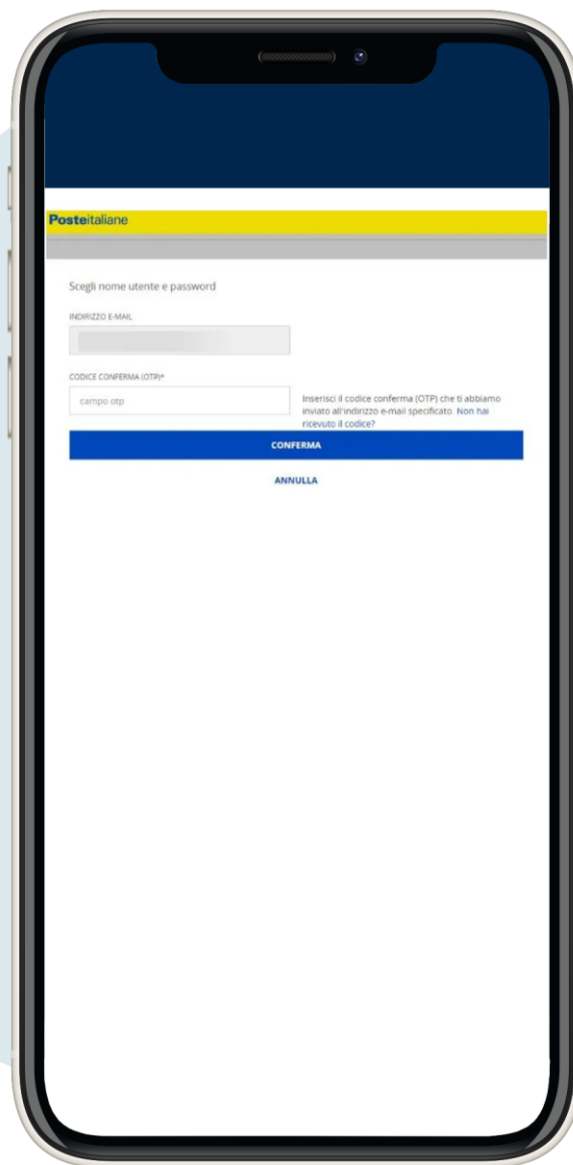 Posteitaliane
Scegli nome utente e password
INDIRIZZO E-MAIL
CODICE CONFERMA (OTP)*
campo otp
Inserisci il codice conferma (OTP) che ti abbiamo
inviato all'indirizzo e-mail specificato Non hai
ricevuto il codice?
CONFERMA
ANNULLA